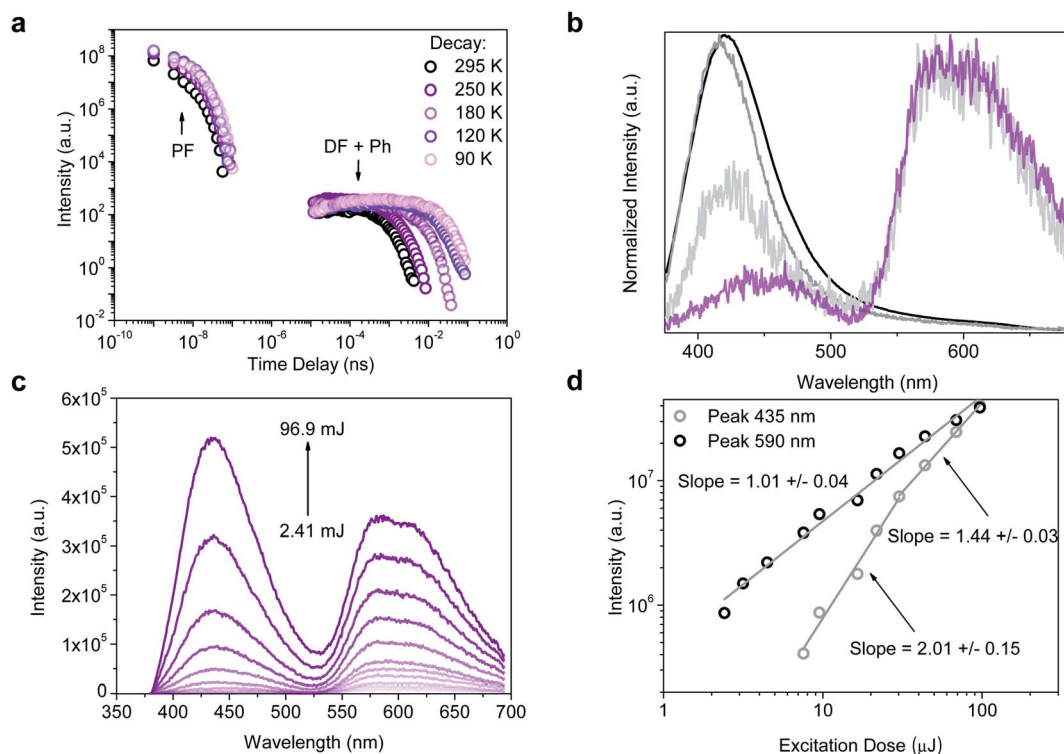 a
Intensity (a.u.)
10^8
10^6
10^4
10^2
10^0
10^-2
10^-10
10^-8
10^-6
10^-4
10^-2
10^0
Time Delay (ns)
PF
DF + Ph
Decay:
295 K
250 K
180 K
120 K
90 K
b
Normalized Intensity (a.u.)
400
500
600
Wavelength (nm)
c
Intensity (a.u.)
6x10^5
5x10^5
4x10^5
3x10^5
2x10^5
1x10^5
0
350
400
450
500
550
600
650
700
Wavelength (nm)
96.9 mJ
2.41 mJ
d
Intensity (a.u.)
10^7
10^6
1
10
100
Excitation Dose (μJ)
Peak 435 nm
Peak 590 nm
Slope = 1.01 +/- 0.04
Slope = 1.44 +/- 0.03
Slope = 2.01 +/- 0.15